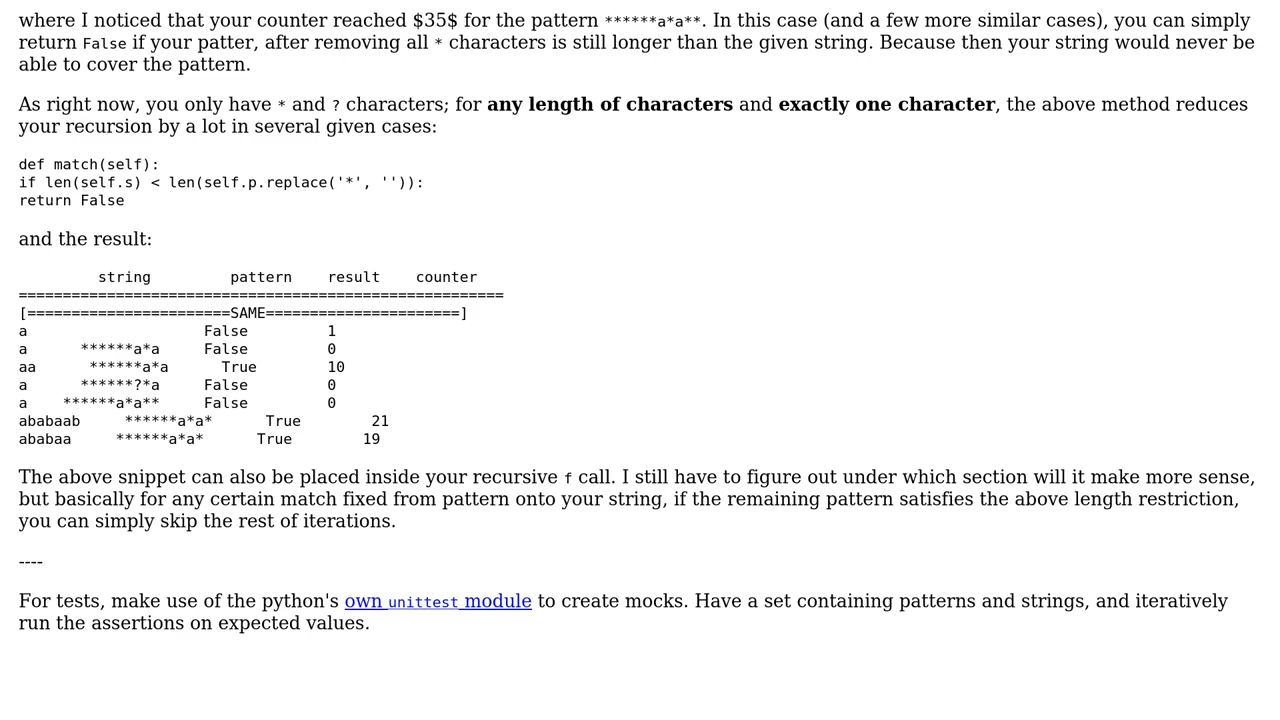 where I noticed that your counter reached $35$ for the pattern ******a*a**. In this case (and a few more similar cases), you can simply
return False if your patter, after removing all * characters is still longer than the given string. Because then your string would never be
able to cover the pattern.
As right now, you only have * and ? characters; for any length of characters and exactly one character, the above method reduces
your recursion by a lot in several given cases:
def match(self):
if len(self.s) < len(self.p.replace('*', '')):
return False
and the result:
string pattern result counter
=======================================================
[=======================SAME======================]
a False 1
a ******a*a False 0
aa ******a*a True 10
a ******?*a False 0
a ******a*a** False 0
ababaab ******a*a* True 21
ababaa ******a*a* True 19
The above snippet can also be placed inside your recursive f call. I still have to figure out under which section will it make more sense,
but basically for any certain match fixed from pattern onto your string, if the remaining pattern satisfies the above length restriction,
you can simply skip the rest of iterations.
----
For tests, make use of the python's own unittest module to create mocks. Have a set containing patterns and strings, and iteratively
run the assertions on expected values.